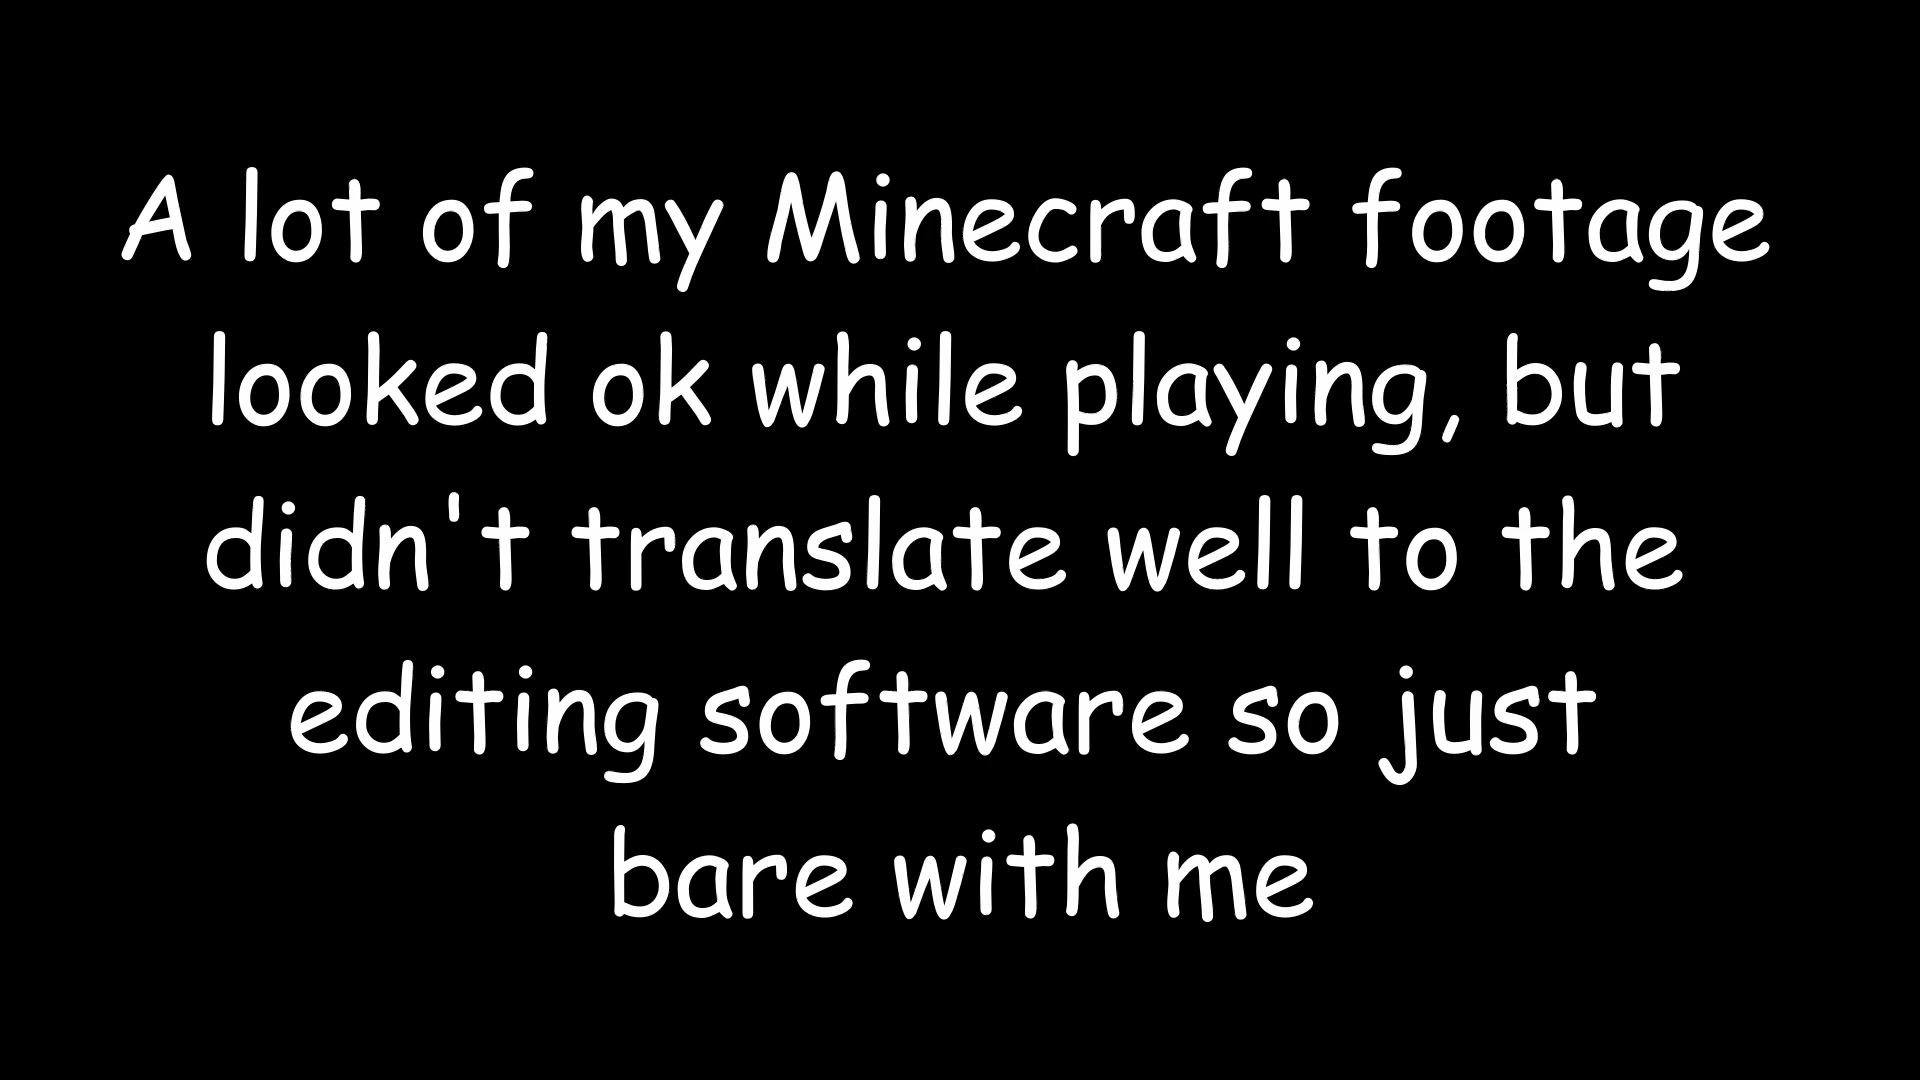 A lot of my Minecraft footage
looked ok while playing, but
didn't translate well to the
editing software so just
bare with me